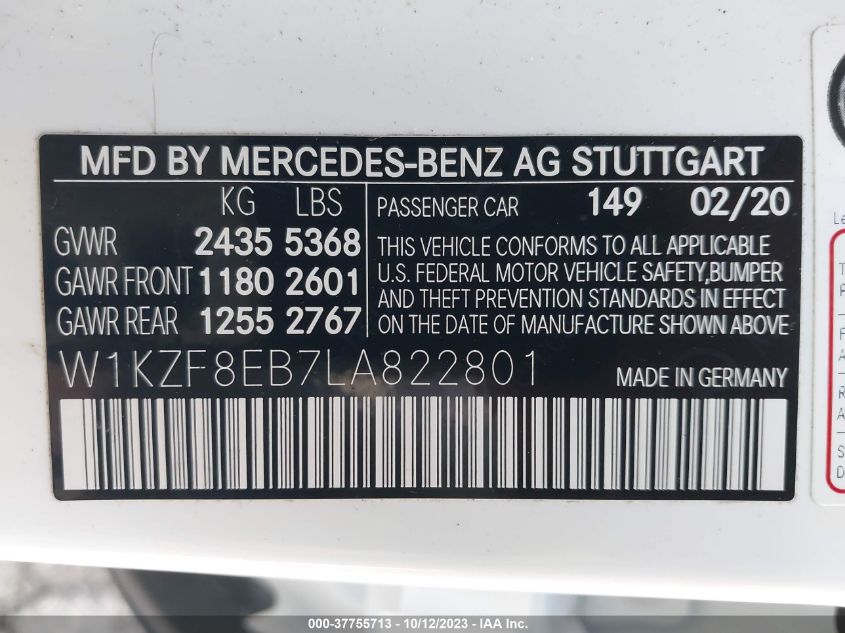 MFD BY MERCEDES-BENZ AG STUTTGART
KG LBS
GVWR 2435 5368
GAWR FRONT 1180 2601
GAWR REAR 1255 2767
PASSENGER CAR 149 02/20
THIS VEHICLE CONFORMS TO ALL APPLICABLE
U.S. FEDERAL MOTOR VEHICLE SAFETY,BUMPER
AND THEFT PREVENTION STANDARDS IN EFFECT
ON THE DATE OF MANUFACTURE SHOWN ABOVE
W1KZF8EB7LA822801
MADE IN GERMANY
000-37755713 - 10/12/2023 - IAA Inc.